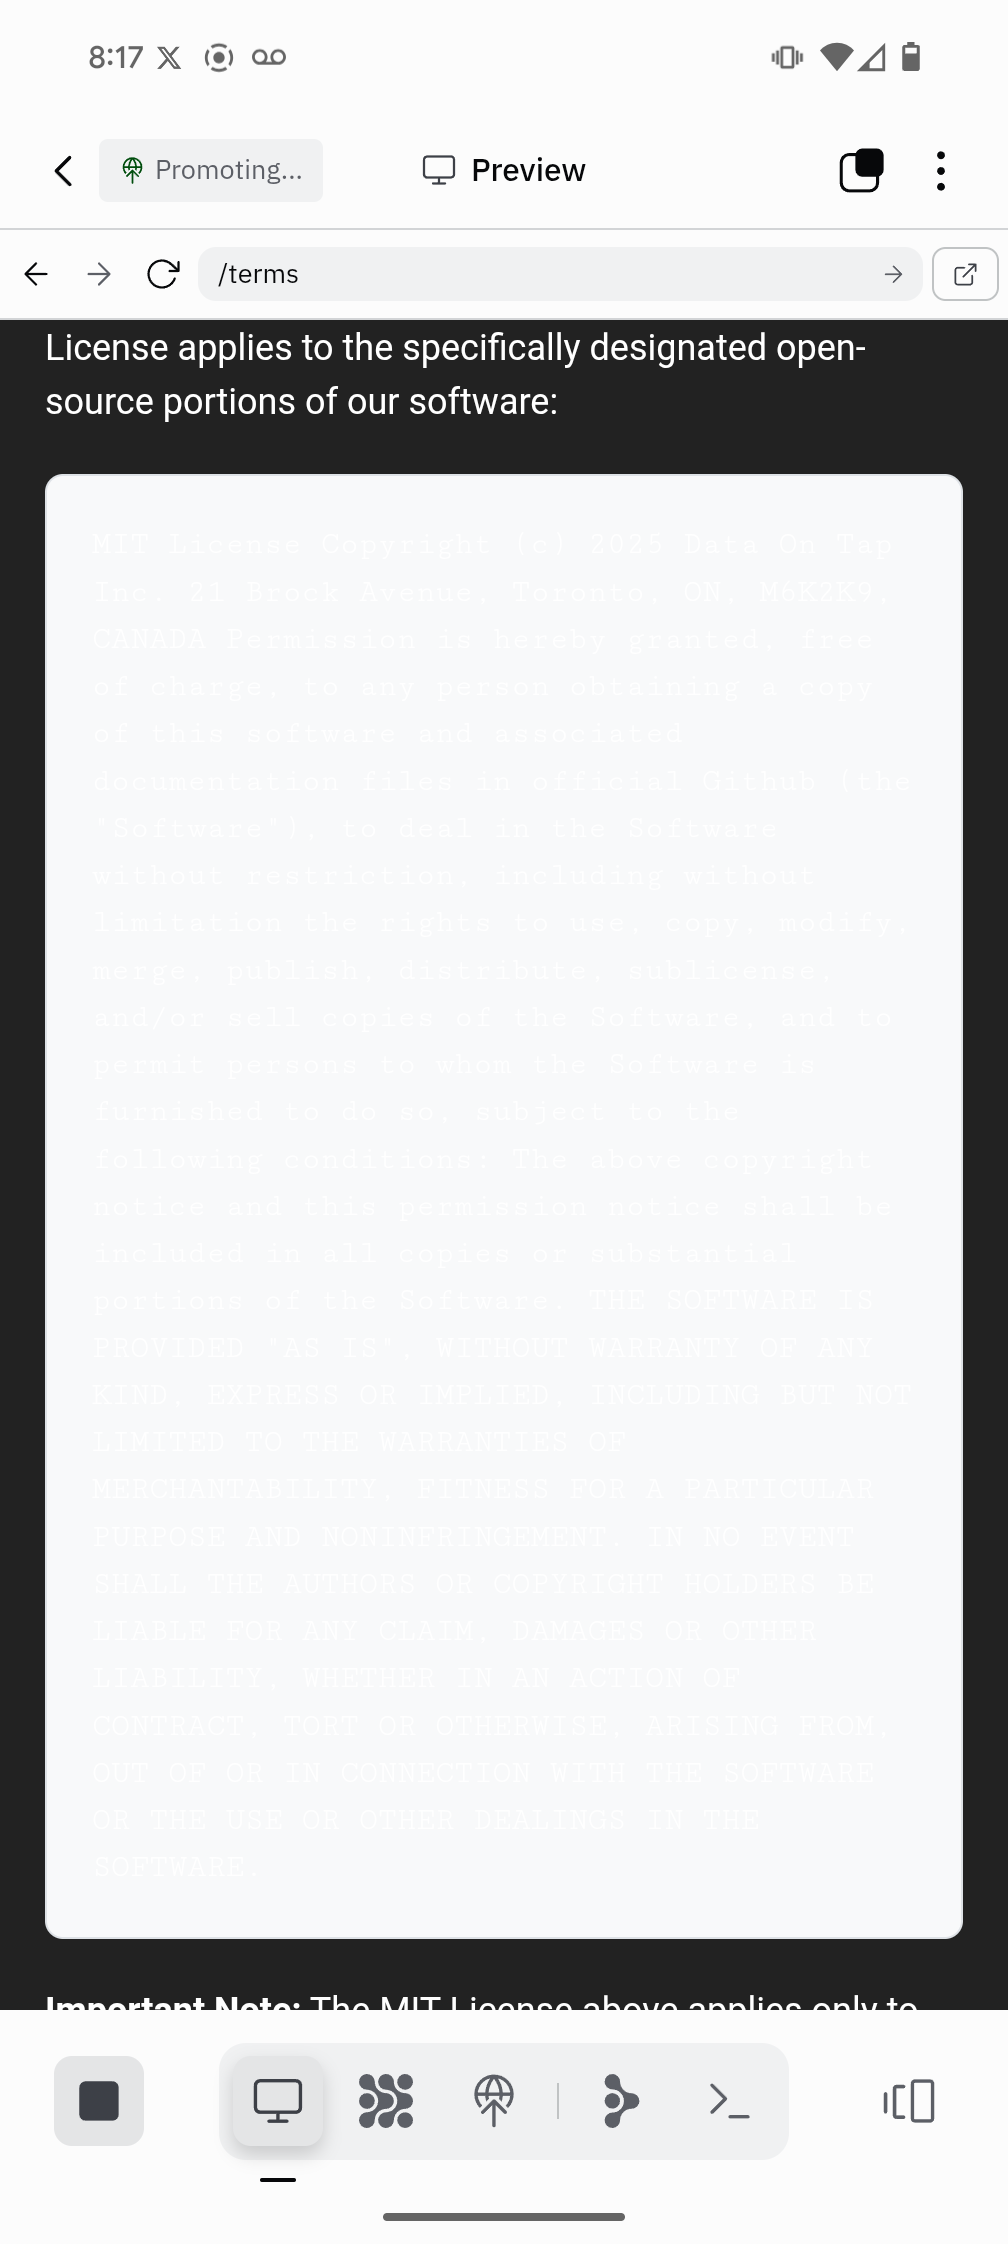 8:17
Promoting...
Preview
/terms
License applies to the specifically designated open-
source portions of our software:
MIT License Copyright (c) 2025 Data On Tap
Inc. 21 Brock Avenue, Toronto, ON, M6K2K9,
CANADA Permission is hereby granted, free
of charge, to any person obtaining a copy
of this software and associated
documentation files in official Github (the
"Software"), to deal in the Software
without restriction, including without
limitation the rights to use, copy, modify,
merge, publish, distribute, sublicense,
and/or sell copies of the Software, and to
permit persons to whom the Software is
furnished to do so, subject to the
following conditions: The above copyright
notice and this permission notice shall be
included in all copies or substantial
portions of the Software. THE SOFTWARE IS
PROVIDED "AS IS", WITHOUT WARRANTY OF ANY
KIND, EXPRESS OR IMPLIED, INCLUDING BUT NOT
LIMITED TO THE WARRANTIES OF
MERCHANTABILITY, FITNESS FOR A PARTICULAR
PURPOSE AND NONINFRINGEMENT. IN NO EVENT
SHALL THE AUTHORS OR COPYRIGHT HOLDERS BE
LIABLE FOR ANY CLAIM, DAMAGES OR OTHER
LIABILITY, WHETHER IN AN ACTION OF
CONTRACT, TORT OR OTHERWISE, ARISING FROM,
OUT OF OR IN CONNECTION WITH THE SOFTWARE
OR THE USE OR OTHER DEALINGS IN THE
SOFTWARE.
Important Note: The MIT License above applies only to